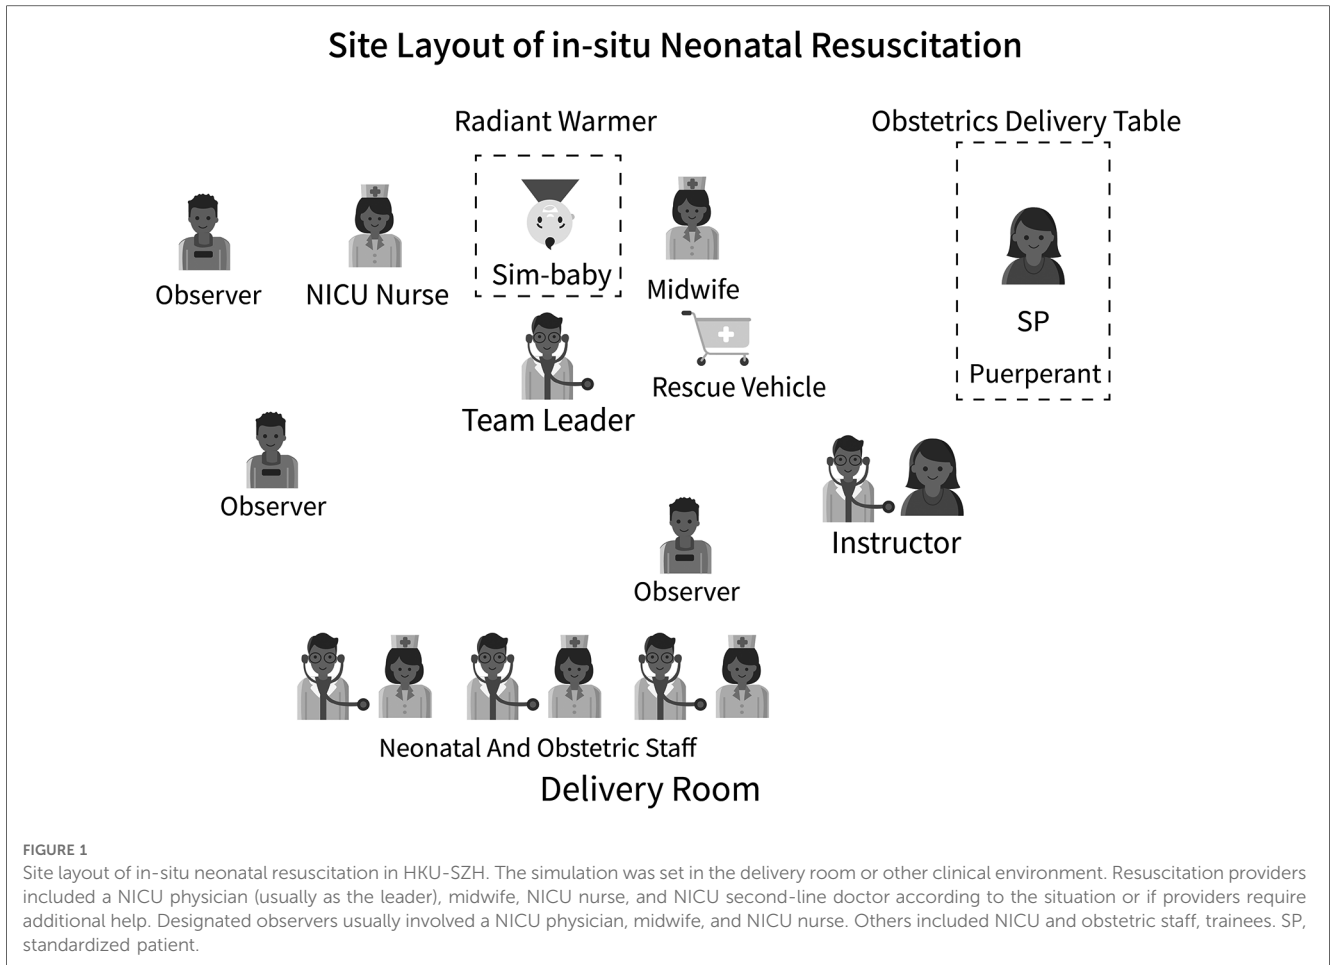 Site Layout of in-situ Neonatal Resuscitation
Radiant Warmer
Obstetrics Delivery Table
Sim-baby
Observer
NICU Nurse
Midwife
SP
Puerperant
Rescue Vehicle
Team Leader
Observer
Instructor
Observer
Neonatal And Obstetric Staff
Delivery Room
FIGURE 1
Site layout of in-situ neonatal resuscitation in HKU-SZH. The simulation was set in the delivery room or other clinical environment. Resuscitation providers
included a NICU physician (usually as the leader), midwife, NICU nurse, and NICU second-line doctor according to the situation or if providers require
additional help. Designated observers usually involved a NICU physician, midwife, and NICU nurse. Others included NICU and obstetric staff, trainees. SP,
standardized patient.